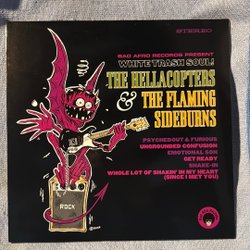 STEREO
BAD AFRO RECORDS PRESENT
WHITE TRASH SOUL!
THE HELLACOPTERS
& THE FLAMING
SIDEBURNS
PSYCHEDOUT & FURIOUS
UNGROUNDED CONFUSION
EMOTIONAL SON
GET READY
SHAKE-IN
WHOLE LOT OF SHAKIN' IN MY HEART
(SINCE I MET YOU)
ROCK